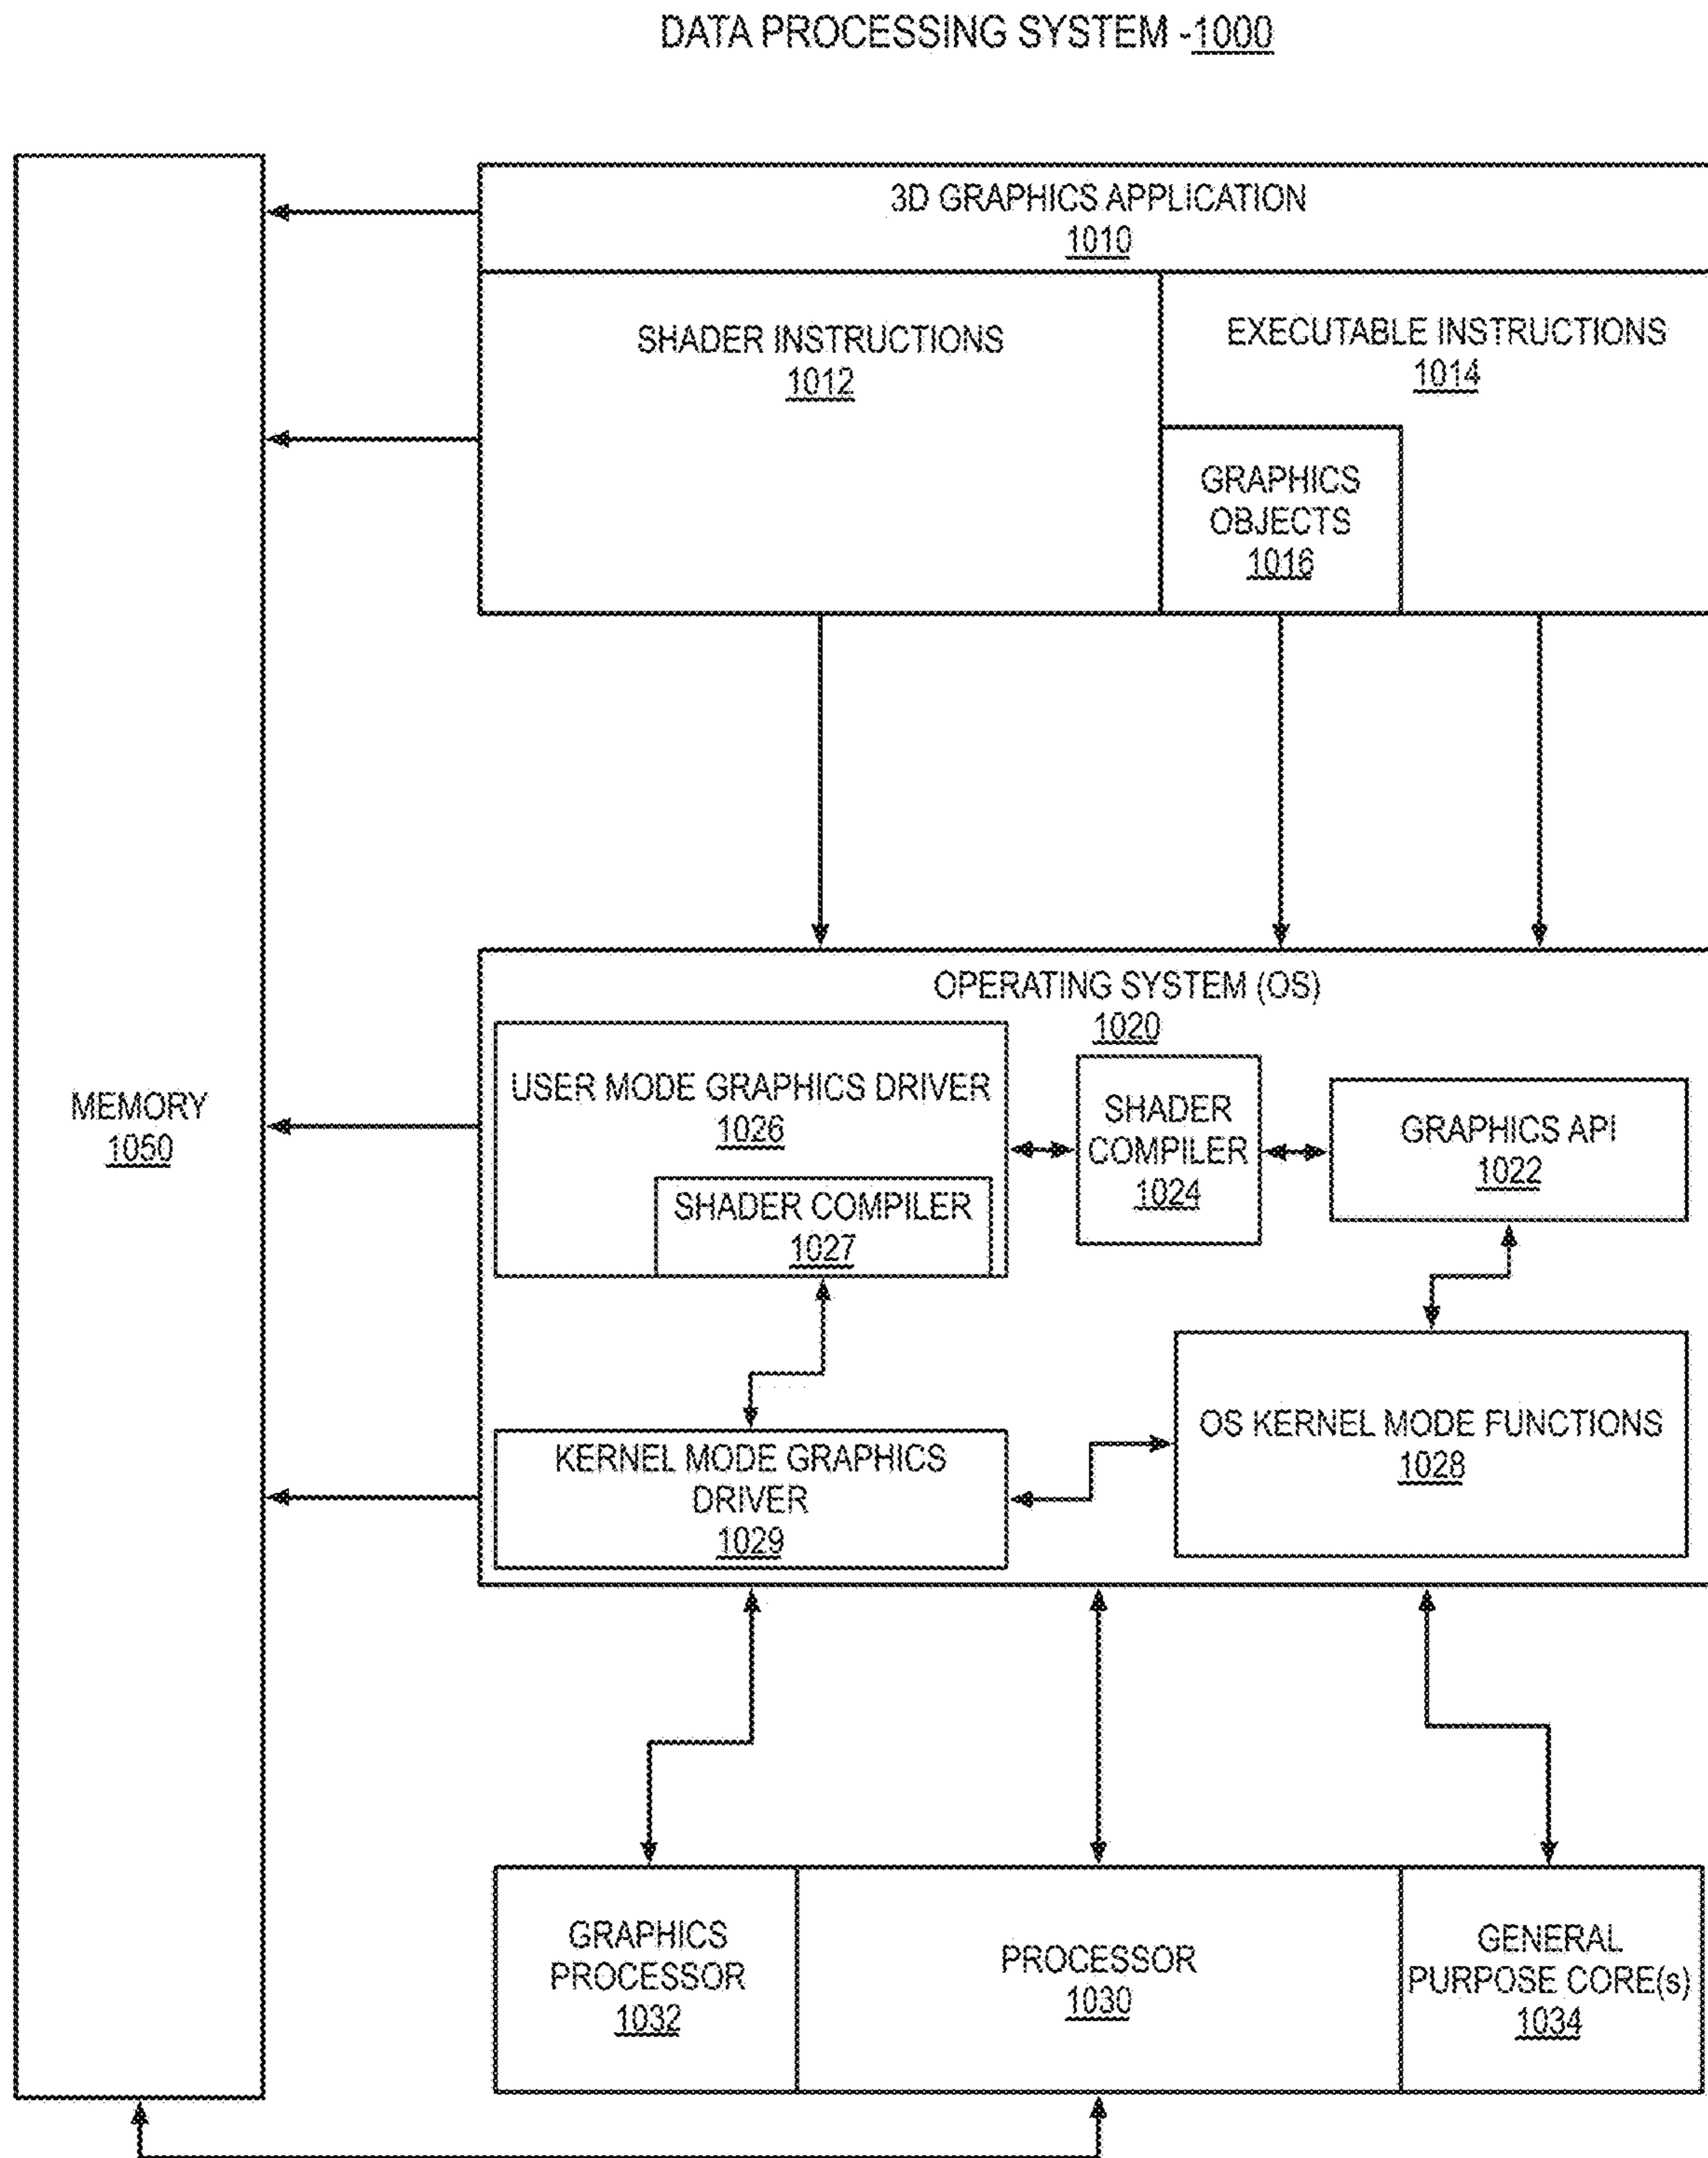 DATA PROCESSING SYSTEM -1000
3D GRAPHICS APPLICATION
1010
SHADER INSTRUCTIONS
1012
EXECUTABLE INSTRUCTIONS
1014
GRAPHICS
OBJECTS
1016
MEMORY
1050
OPERATING SYSTEM (OS)
1020
USER MODE GRAPHICS DRIVER
1026
SHADER COMPILER
1027
SHADER
COMPILER
1024
GRAPHICS API
1022
KERNEL MODE GRAPHICS
DRIVER
1029
OS KERNEL MODE FUNCTIONS
1028
GRAPHICS
PROCESSOR
1032
PROCESSOR
1030
GENERAL
PURPOSE CORE(s)
1034